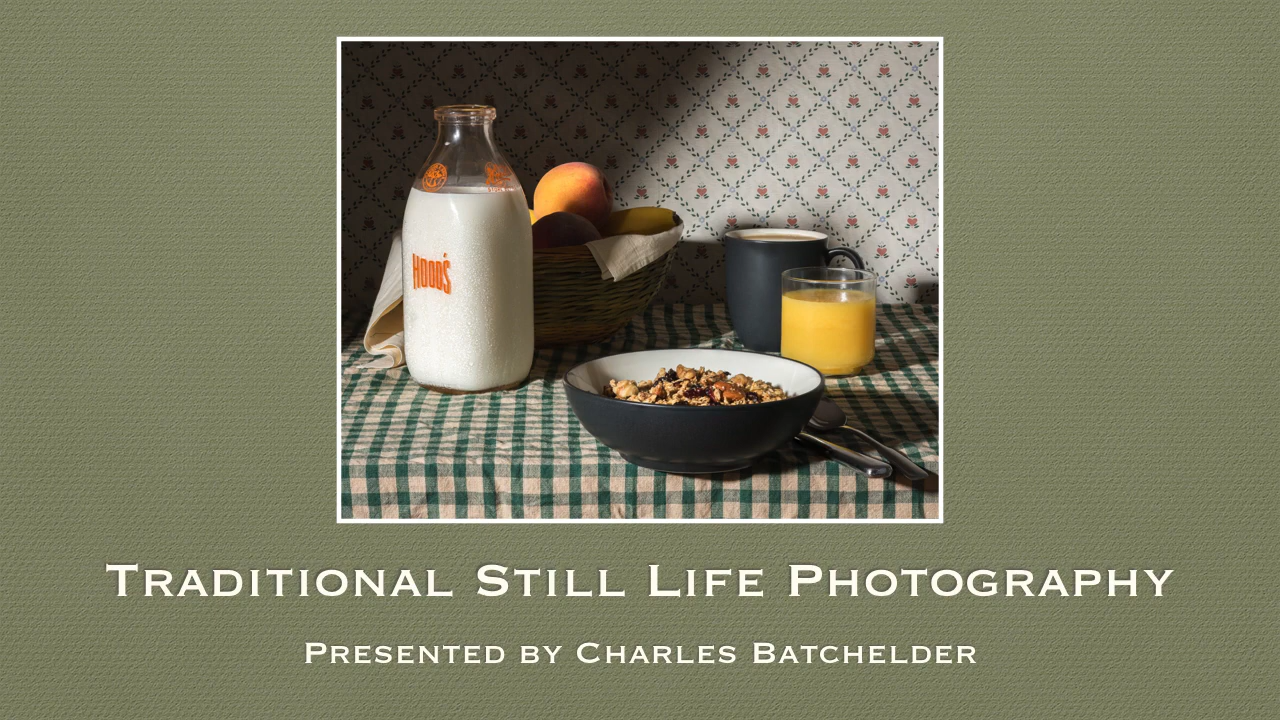 HOOD'S
Traditional Still Life Photography
Presented by Charles Batchelder